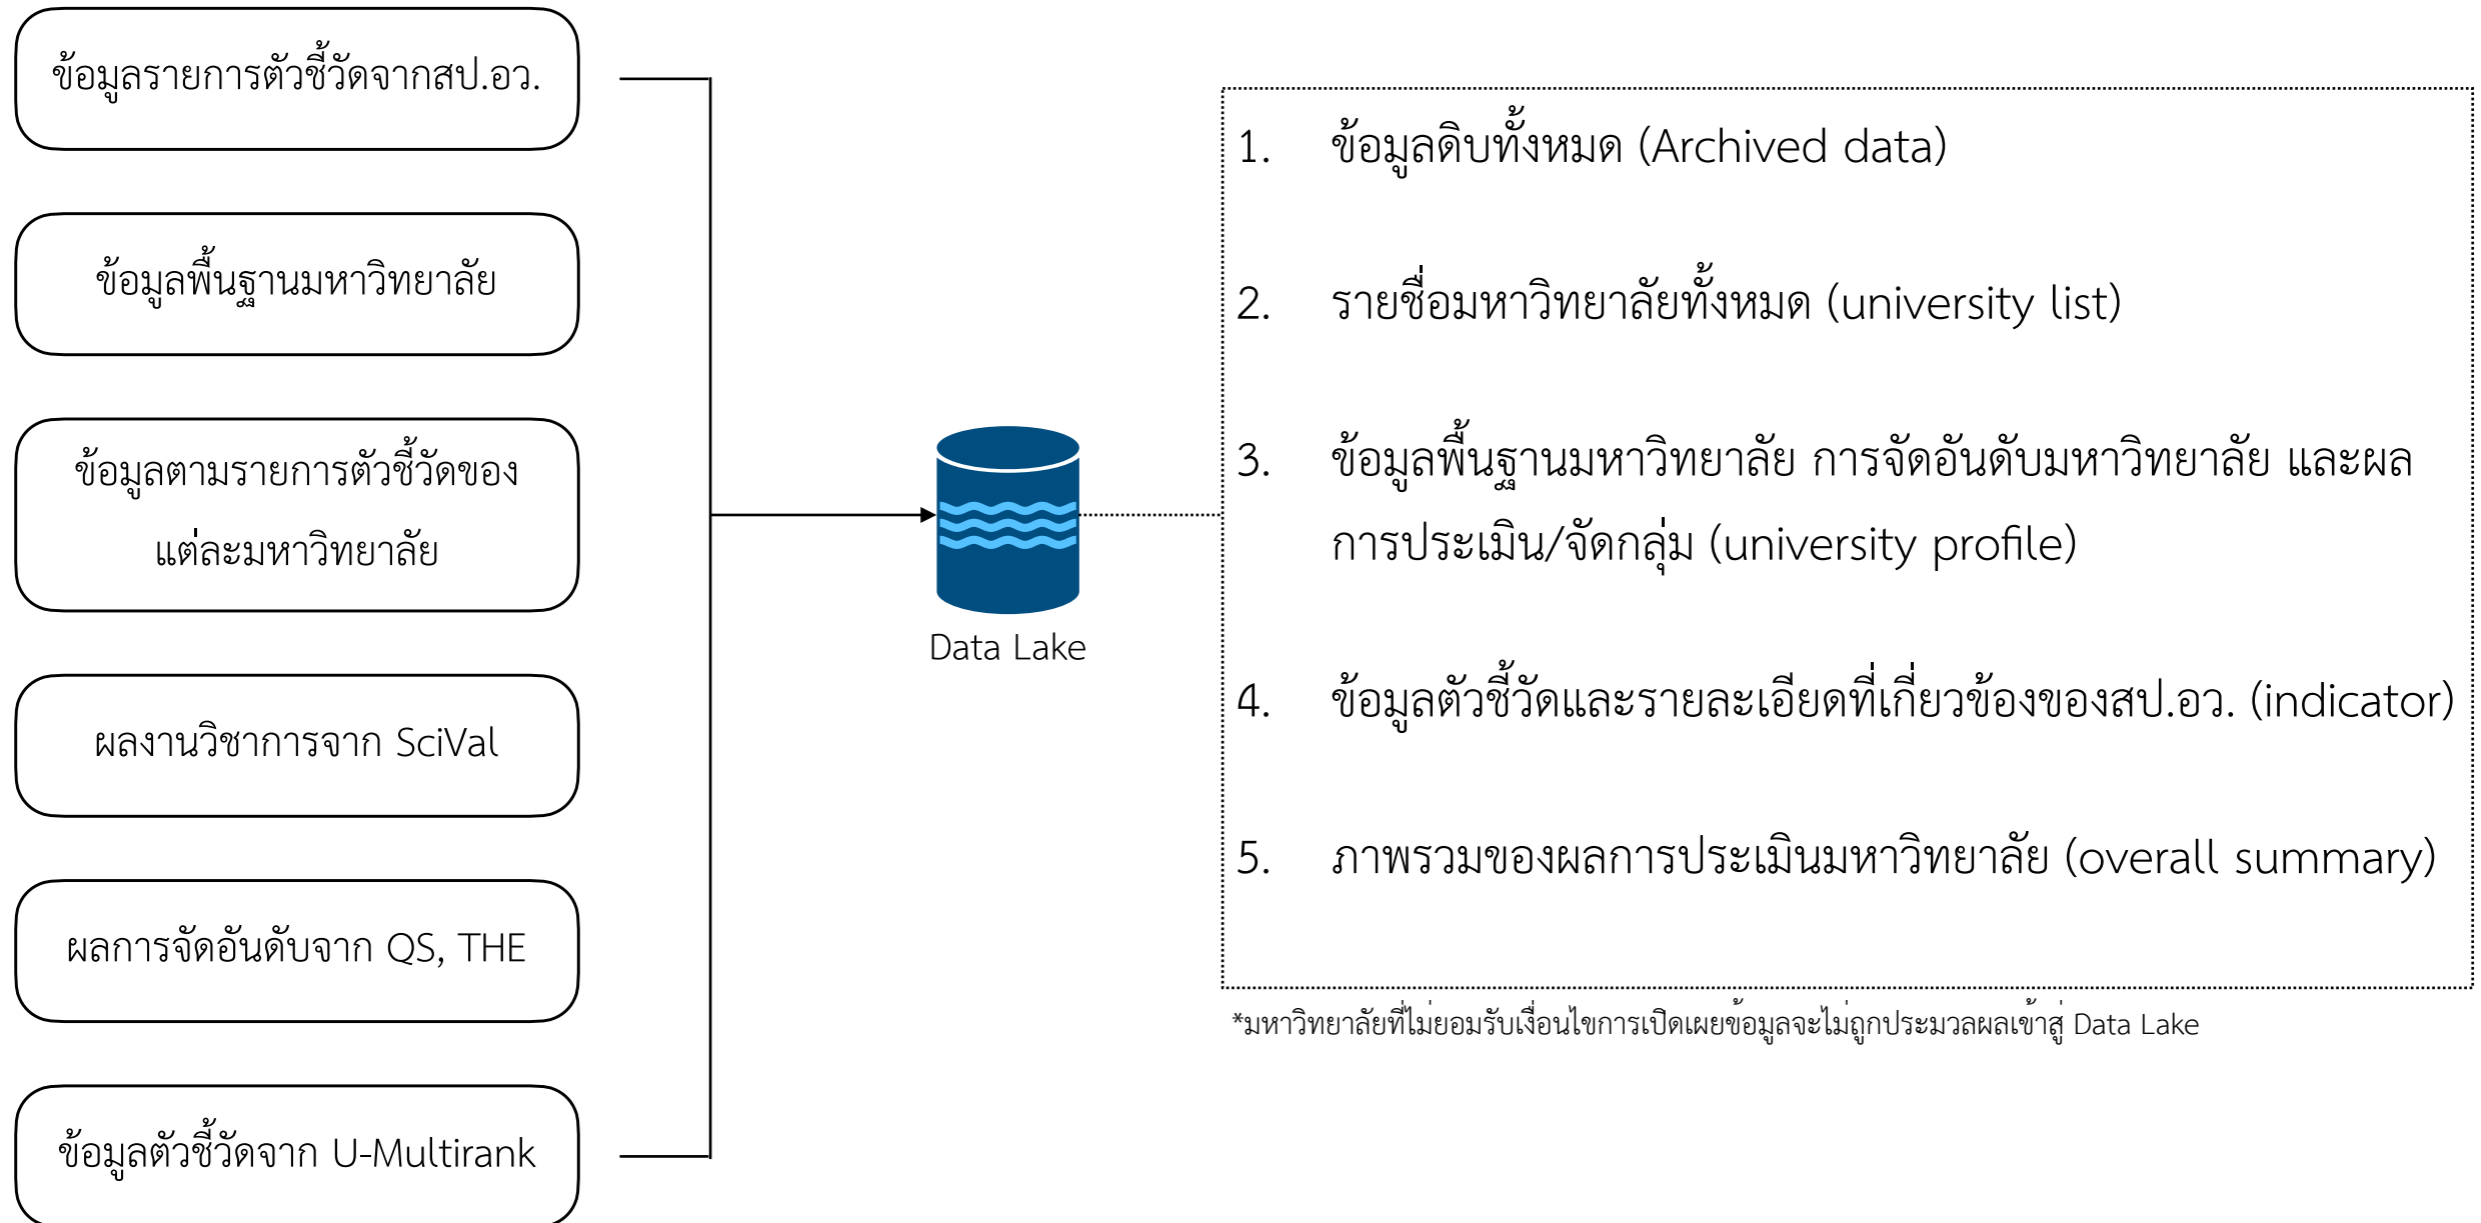 ข้อมูลรายการตัวชี้วัดจากสป.อว.
ข้อมูลพื้นฐานมหาวิทยาลัย
ข้อมูลตามรายการตัวชี้วัดของ
แต่ละมหาวิทยาลัย
ผลงานวิชาการจาก SciVal
ผลการจัดอันดับจาก QS, THE
ข้อมูลตัวชี้วัดจาก U-Multirank
Data Lake
1. ข้อมูลดิบทั้งหมด (Archived data)
2. รายชื่อมหาวิทยาลัยทั้งหมด (university list)
3. ข้อมูลพื้นฐานมหาวิทยาลัย การจัดอันดับมหาวิทยาลัย และผล
การประเมิน/จัดกลุ่ม (university profile)
4. ข้อมูลตัวชี้วัดและรายละเอียดที่เกี่ยวข้องของสป.อว. (indicator)
5. ภาพรวมของผลการประเมินมหาวิทยาลัย (overall summary)
*มหาวิทยาลัยที่ไม่ยอมรับเงื่อนไขการเปิดเผยข้อมูลจะไม่ถูกประมวลผลเข้าสู่ Data Lake